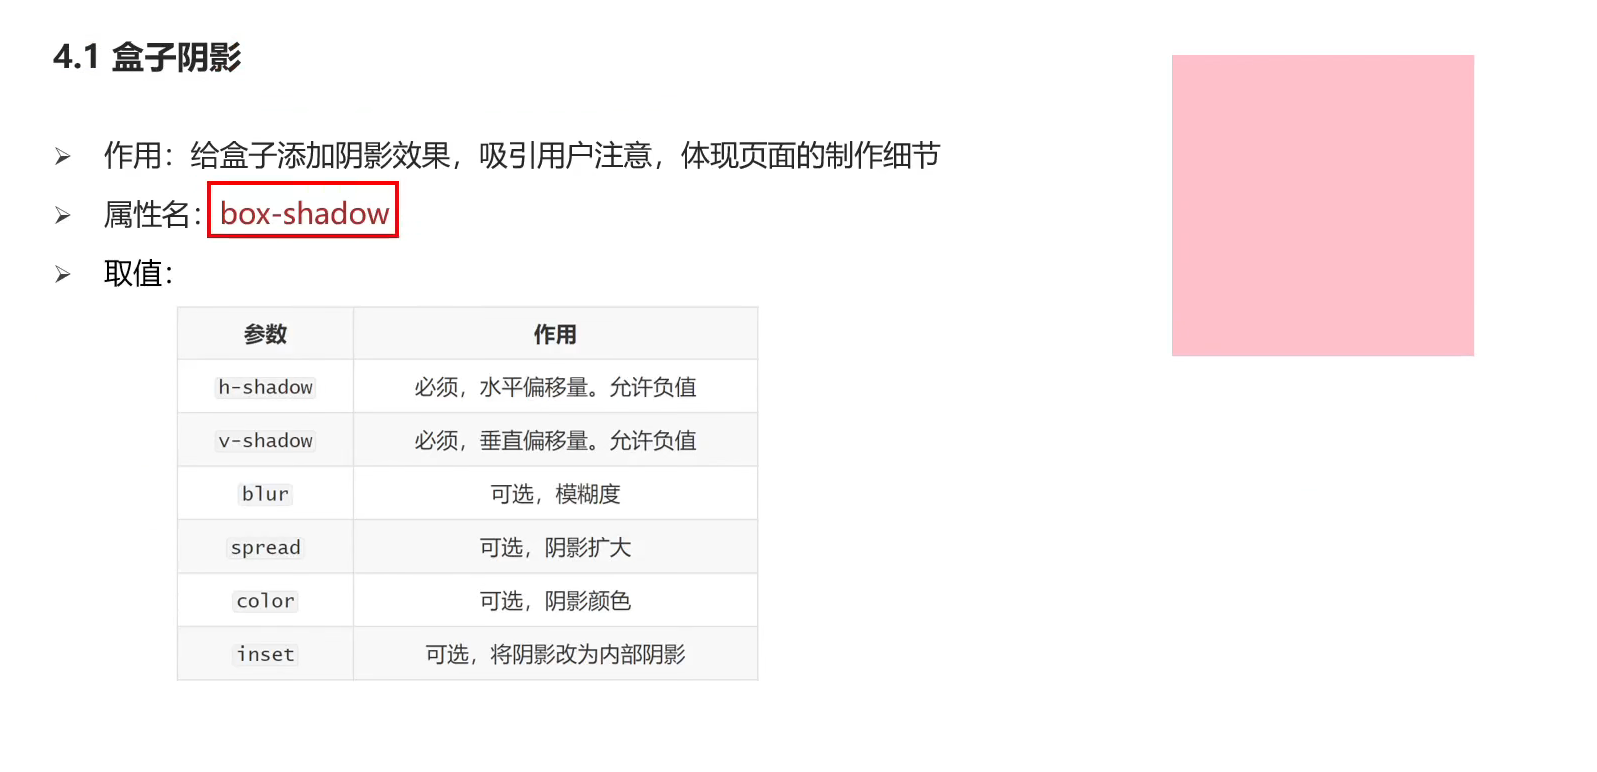 4.1 盒子阴影
作用：给盒子添加阴影效果，吸引用户注意，体现页面的制作细节
属性名：box-shadow
取值：
参数 作用
h-shadow 必须，水平偏移量。允许负值
v-shadow 必须，垂直偏移量。允许负值
blur 可选，模糊度
spread 可选，阴影扩大
color 可选，阴影颜色
inset 可选，将阴影改为内部阴影